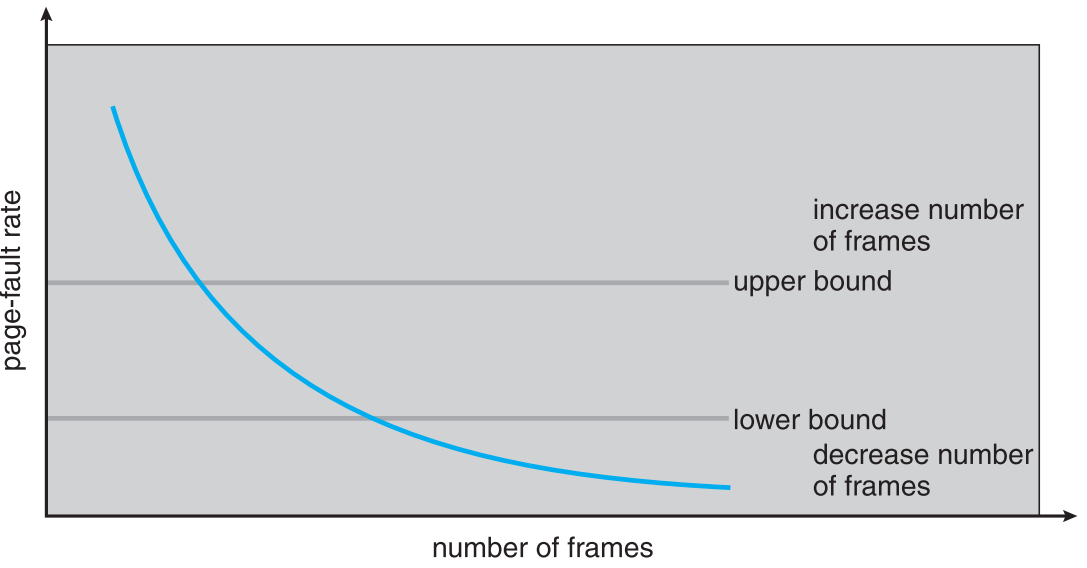 page-fault rate
increase number
of frames
upper bound
lower bound
decrease number
of frames
number of frames